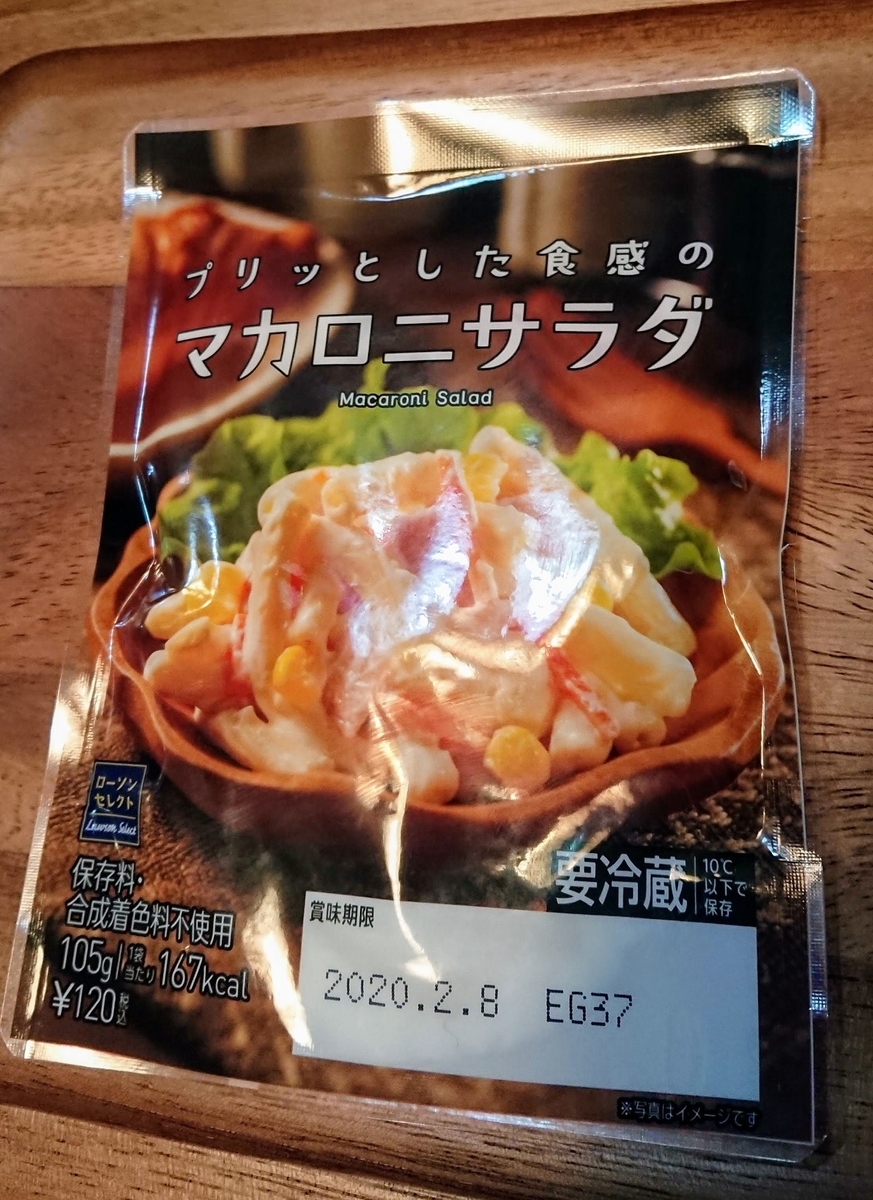 プリッとした食感の
マカロニサラダ
Macaroni Salad
ローソン
セレクト
Lawson Select
保存料・
合成着色料不使用
105g 1袋当たり 167kcal
¥120税込
要冷蔵 10℃以下で保存
賞味期限
2020.2.8 EG37
※写真はイメージです